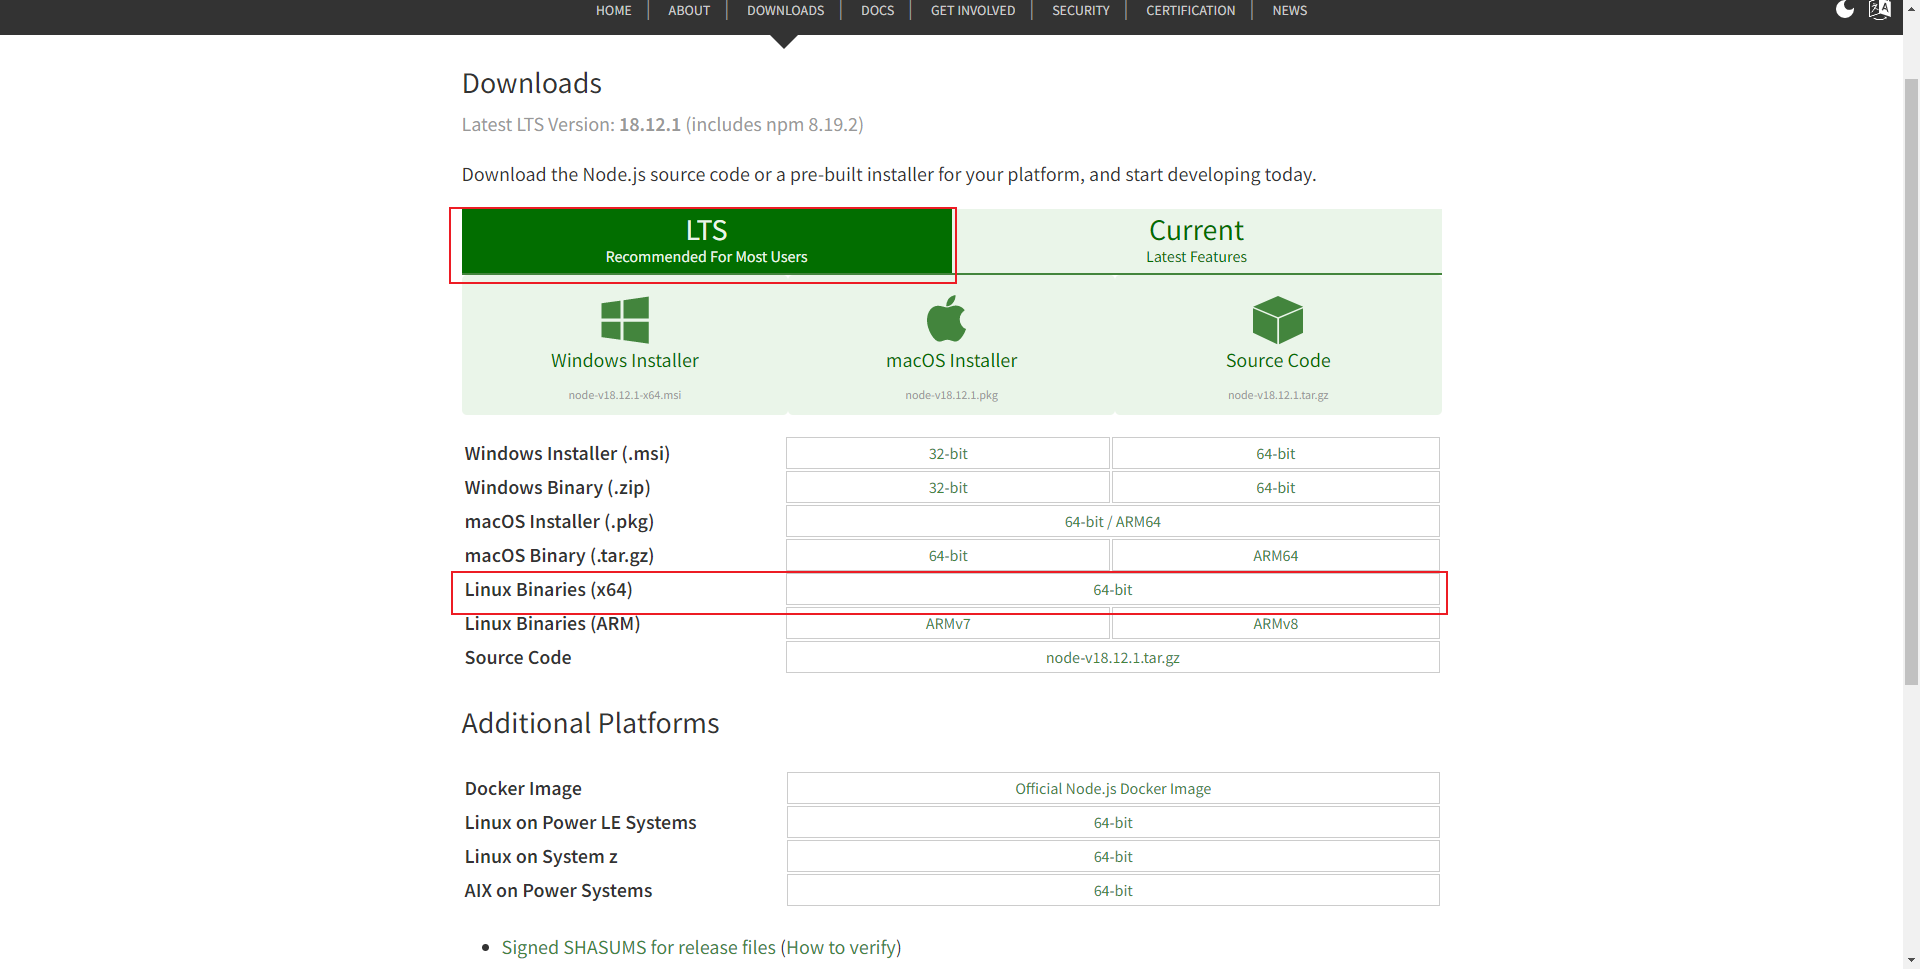 HOME ABOUT DOWNLOADS DOCS GET INVOLVED SECURITY CERTIFICATION NEWS
Downloads
Latest LTS Version: 18.12.1 (includes npm 8.19.2)
Download the Node.js source code or a pre-built installer for your platform, and start developing today.
LTS Current
Recommended For Most Users Latest Features
Windows Installer macOS Installer Source Code
node-v18.12.1-x64.msi node-v18.12.1.pkg node-v18.12.1.tar.gz
Windows Installer (.msi) 32-bit 64-bit
Windows Binary (.zip) 32-bit 64-bit
macOS Installer (.pkg) 64-bit / ARM64
macOS Binary (.tar.gz) 64-bit ARM64
Linux Binaries (x64) 64-bit
Linux Binaries (ARM) ARMv7 ARMv8
Source Code node-v18.12.1.tar.gz
Additional Platforms
Docker Image Official Node.js Docker Image
Linux on Power LE Systems 64-bit
Linux on System z 64-bit
AIX on Power Systems 64-bit
• Signed SHASUMS for release files (How to verify)